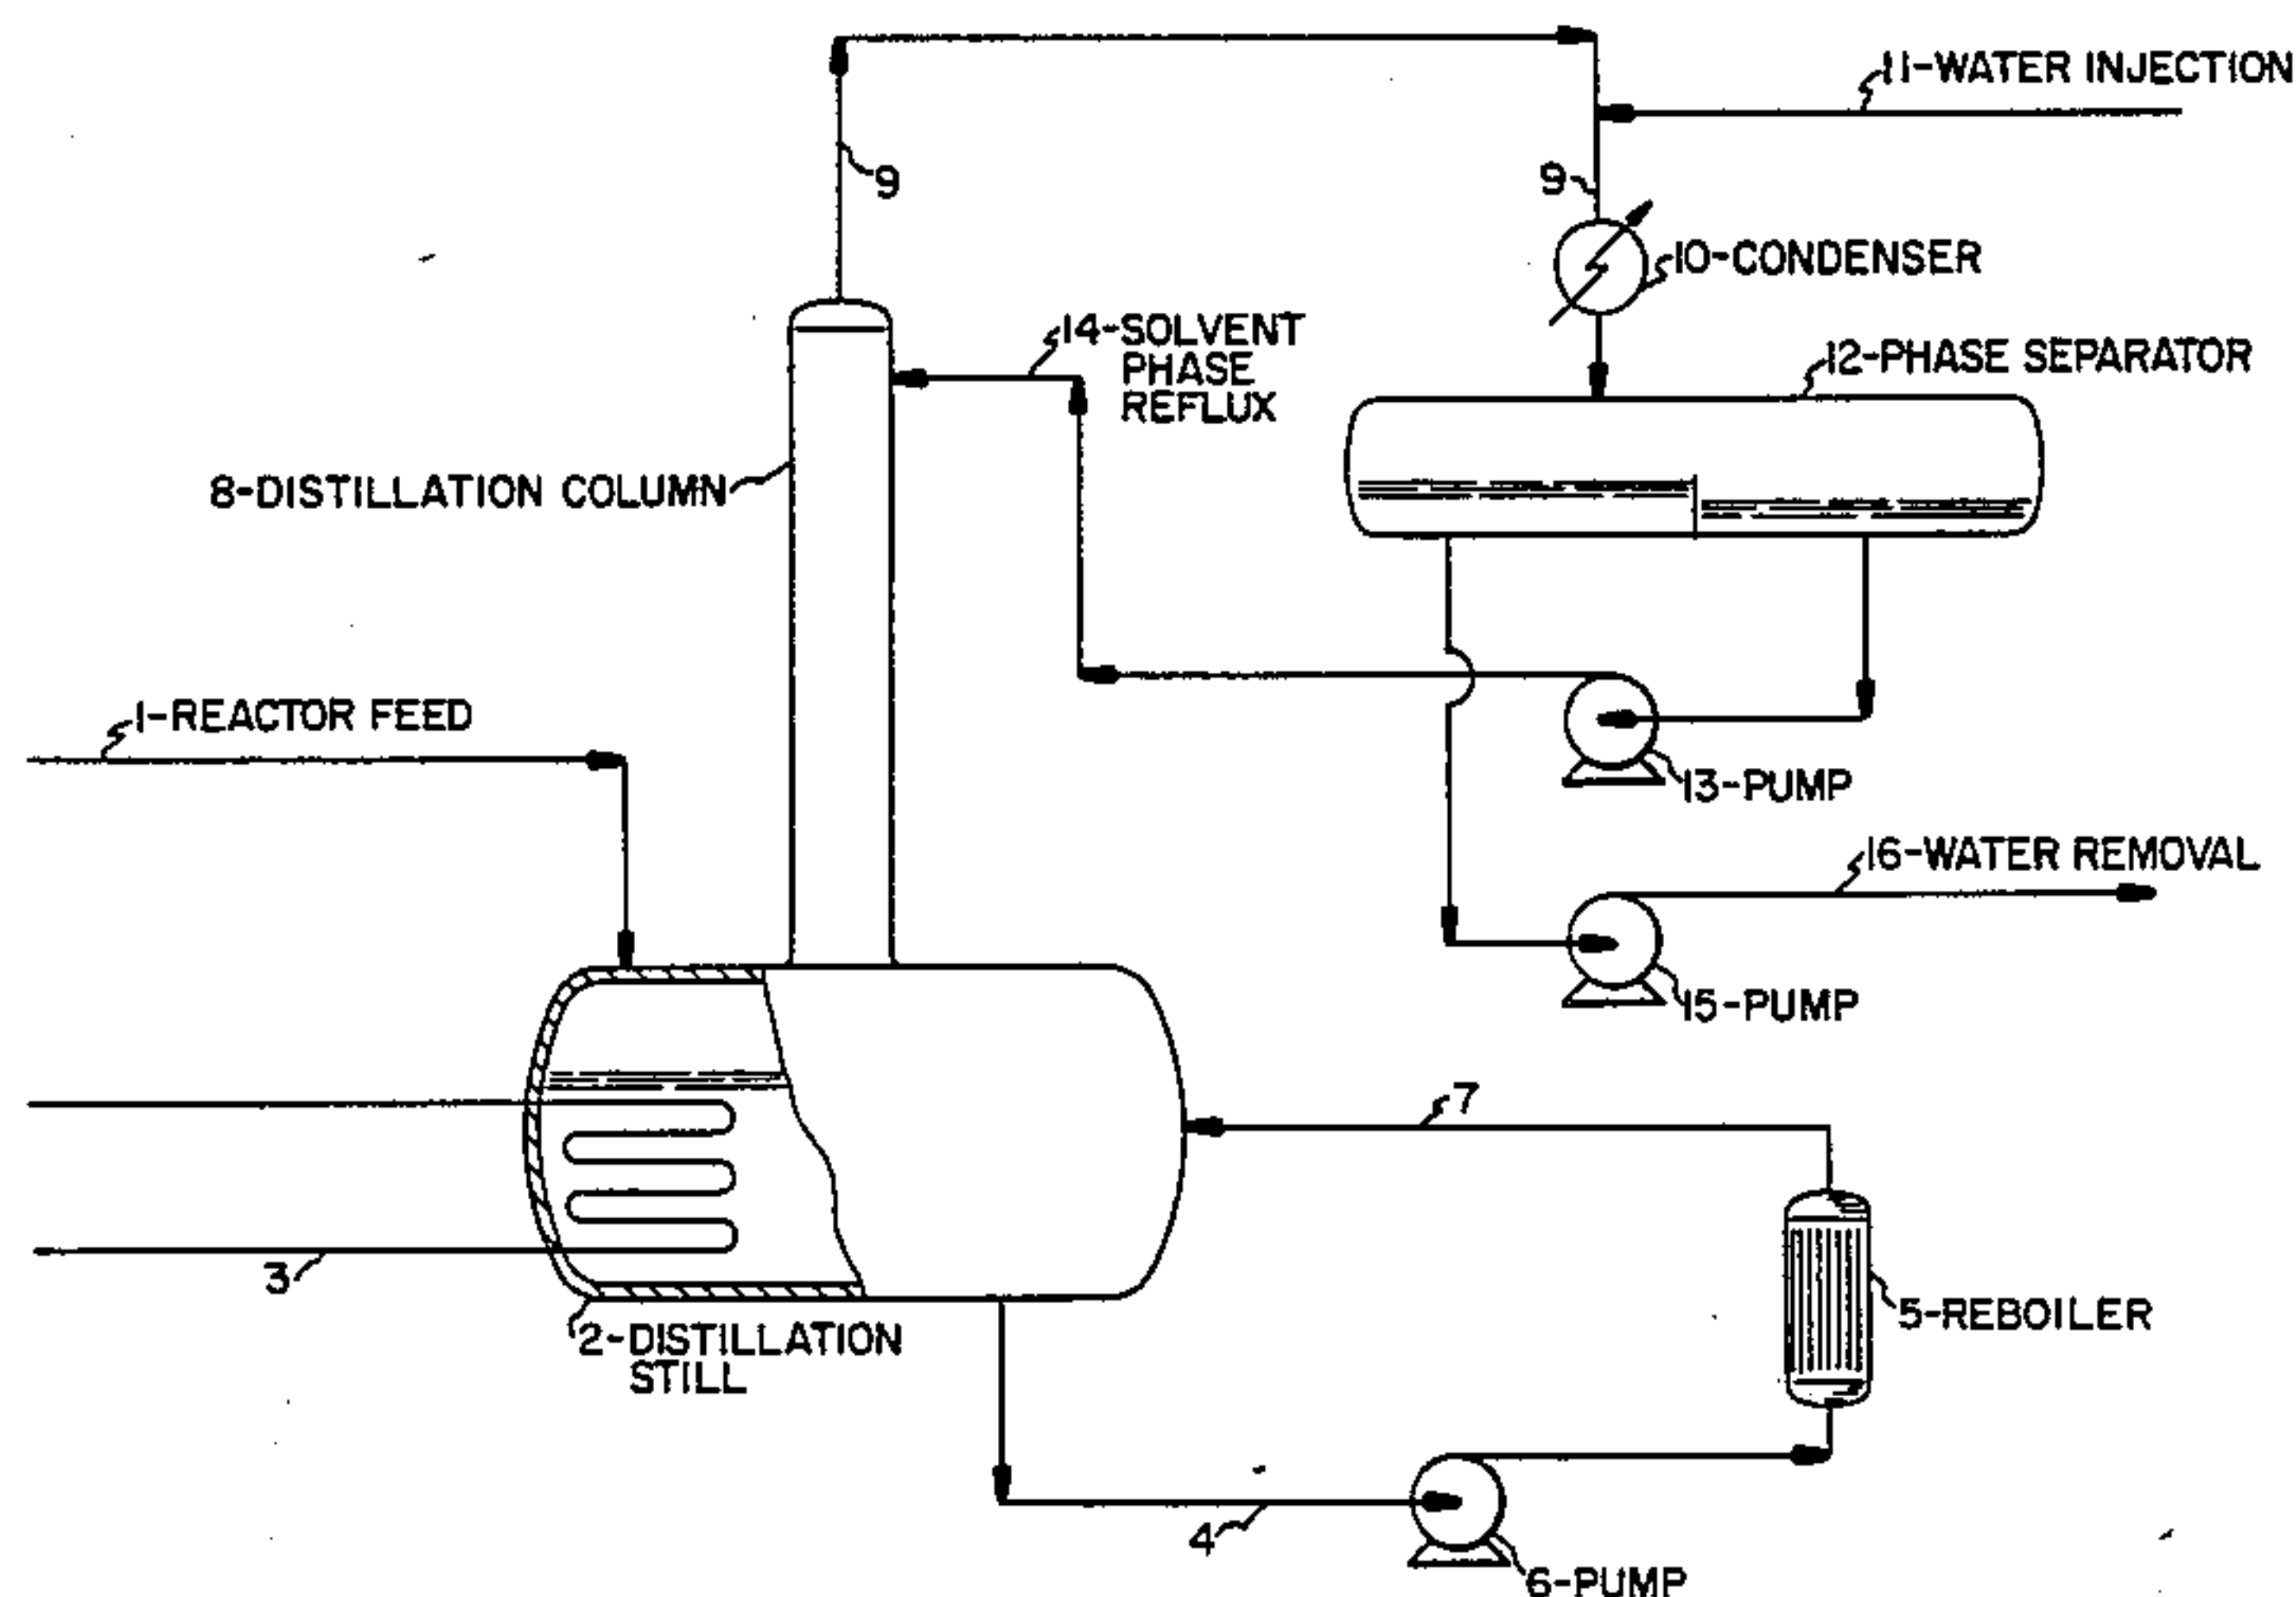 11-WATER INJECTION
9
9
10-CONDENSER
14-SOLVENT
PHASE
REFLUX
12-PHASE SEPARATOR
8-DISTILLATION COLUMN
1-REACTOR FEED
13-PUMP
16-WATER REMOVAL
15-PUMP
7
3
5-REBOILER
2-DISTILLATION
STILL
4
6-PUMP